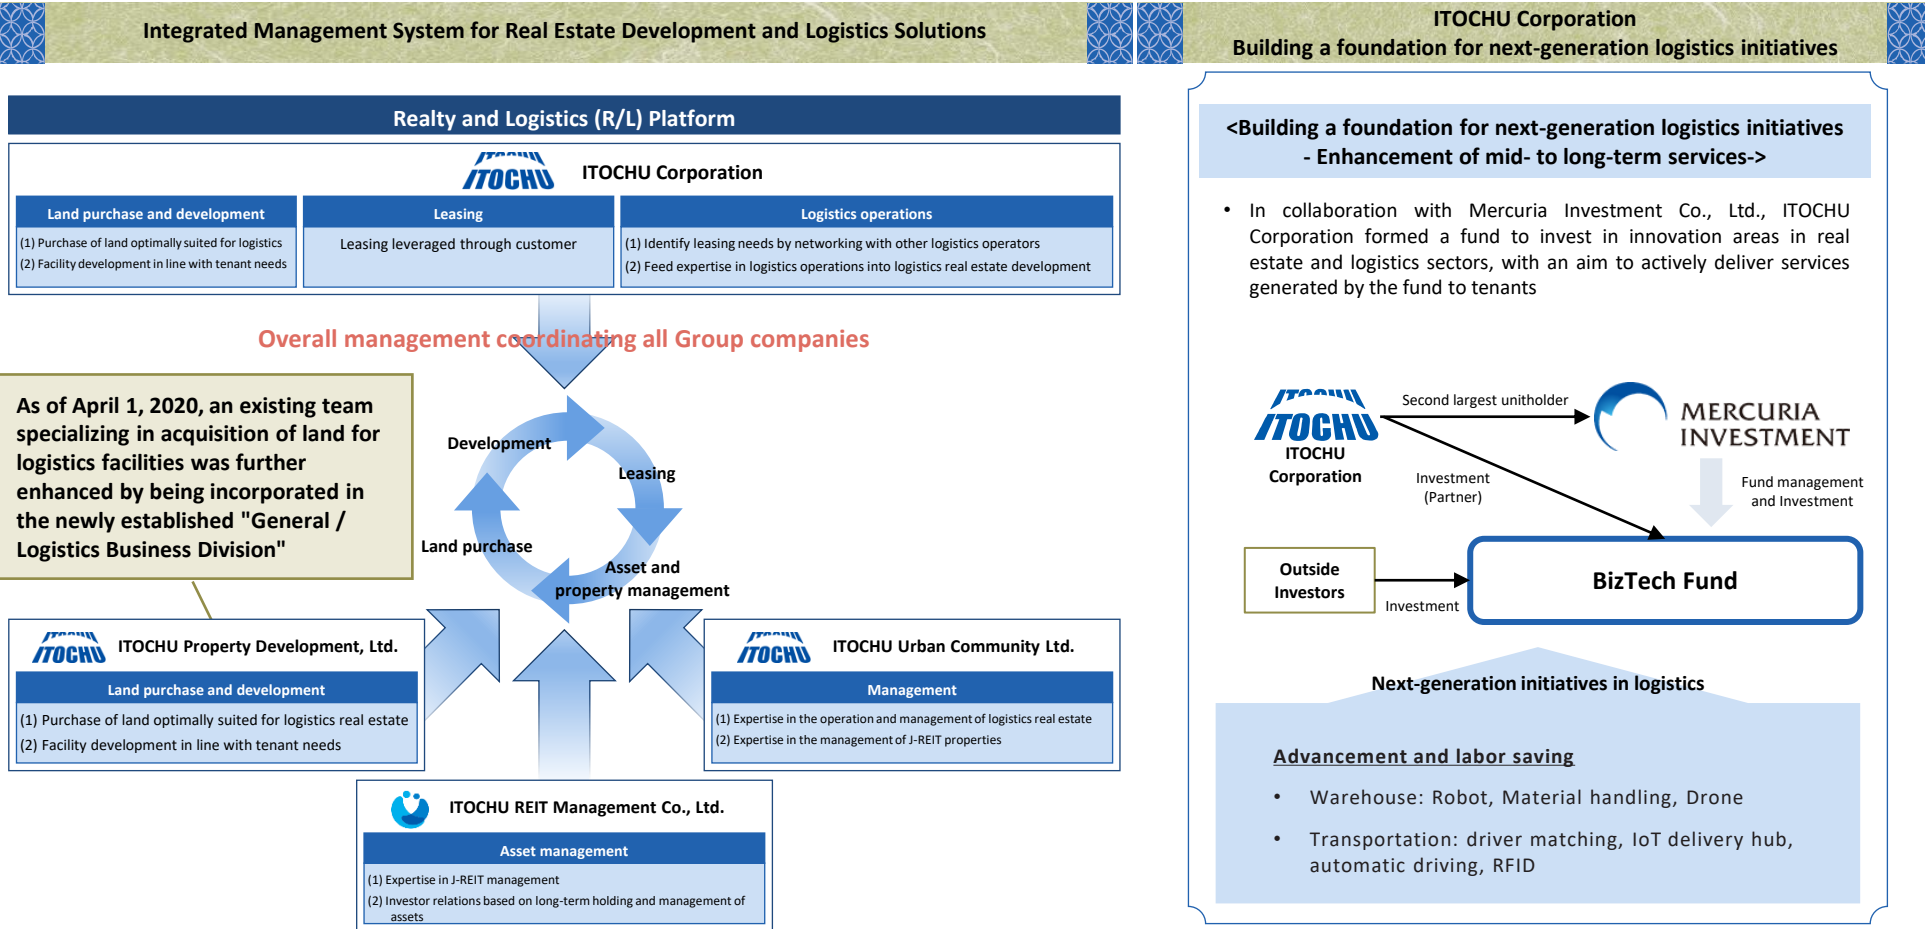 Integrated Management System for Real Estate Development and Logistics Solutions
Realty and Logistics (R/L) Platform
ITOCHU
ITOCHU Corporation
Land purchase and development
(1) Purchase of land optimally suited for logistics
(2) Facility development in line with tenant needs
Leasing
Leasing leveraged through customer
Logistics operations
(1) Identify leasing needs by networking with other logistics operators
(2) Feed expertise in logistics operations into logistics real estate development
Overall management coordinating all Group companies
As of April 1, 2020, an existing team
specializing in acquisition of land for
logistics facilities was further
enhanced by being incorporated in
the newly established "General /
Logistics Business Division"
Development
Leasing
Land purchase
Asset and
property management
ITOCHU
ITOCHU Property Development, Ltd.
Land purchase and development
(1) Purchase of land optimally suited for logistics real estate
(2) Facility development in line with tenant needs
ITOCHU
ITOCHU Urban Community Ltd.
Management
(1) Expertise in the operation and management of logistics real estate
(2) Expertise in the management of J-REIT properties
ITOCHU REIT Management Co., Ltd.
Asset management
(1) Expertise in J-REIT management
(2) Investor relations based on long-term holding and management of
assets
ITOCHU Corporation
Building a foundation for next-generation logistics initiatives
<Building a foundation for next-generation logistics initiatives
- Enhancement of mid- to long-term services->
• In collaboration with Mercuria Investment Co., Ltd., ITOCHU
Corporation formed a fund to invest in innovation areas in real
estate and logistics sectors, with an aim to actively deliver services
generated by the fund to tenants
ITOCHU
ITOCHU
Corporation
Second largest unitholder
MERCURIA
INVESTMENT
Investment
(Partner)
Fund management
and Investment
Outside
Investors
Investment
BizTech Fund
Next-generation initiatives in logistics
Advancement and labor saving
• Warehouse: Robot, Material handling, Drone
• Transportation: driver matching, IoT delivery hub,
automatic driving, RFID